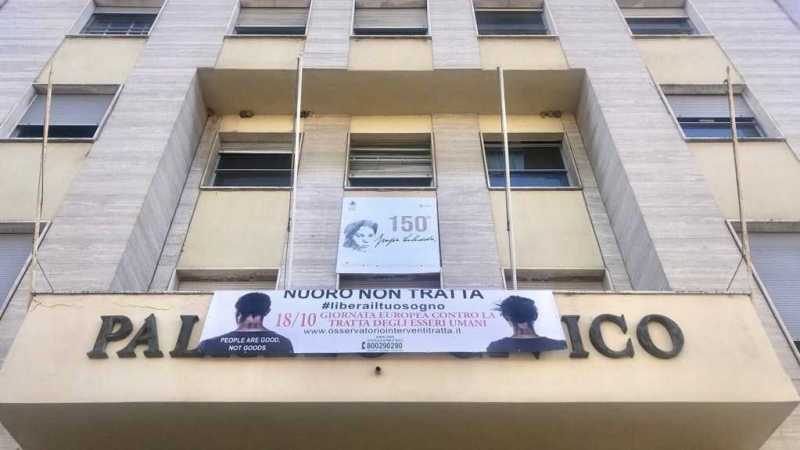 150°
NUORO NON TRATTA
#liberailtuosogno
18/10 GIORNATA EUROPEA CONTRO LA
TRATTA DEGLI ESSERI UMANI
www.osservatoriointerventitratta.it
800290290
PEOPLE ARE GOOD,
NOT GOODS
PAL
NICO